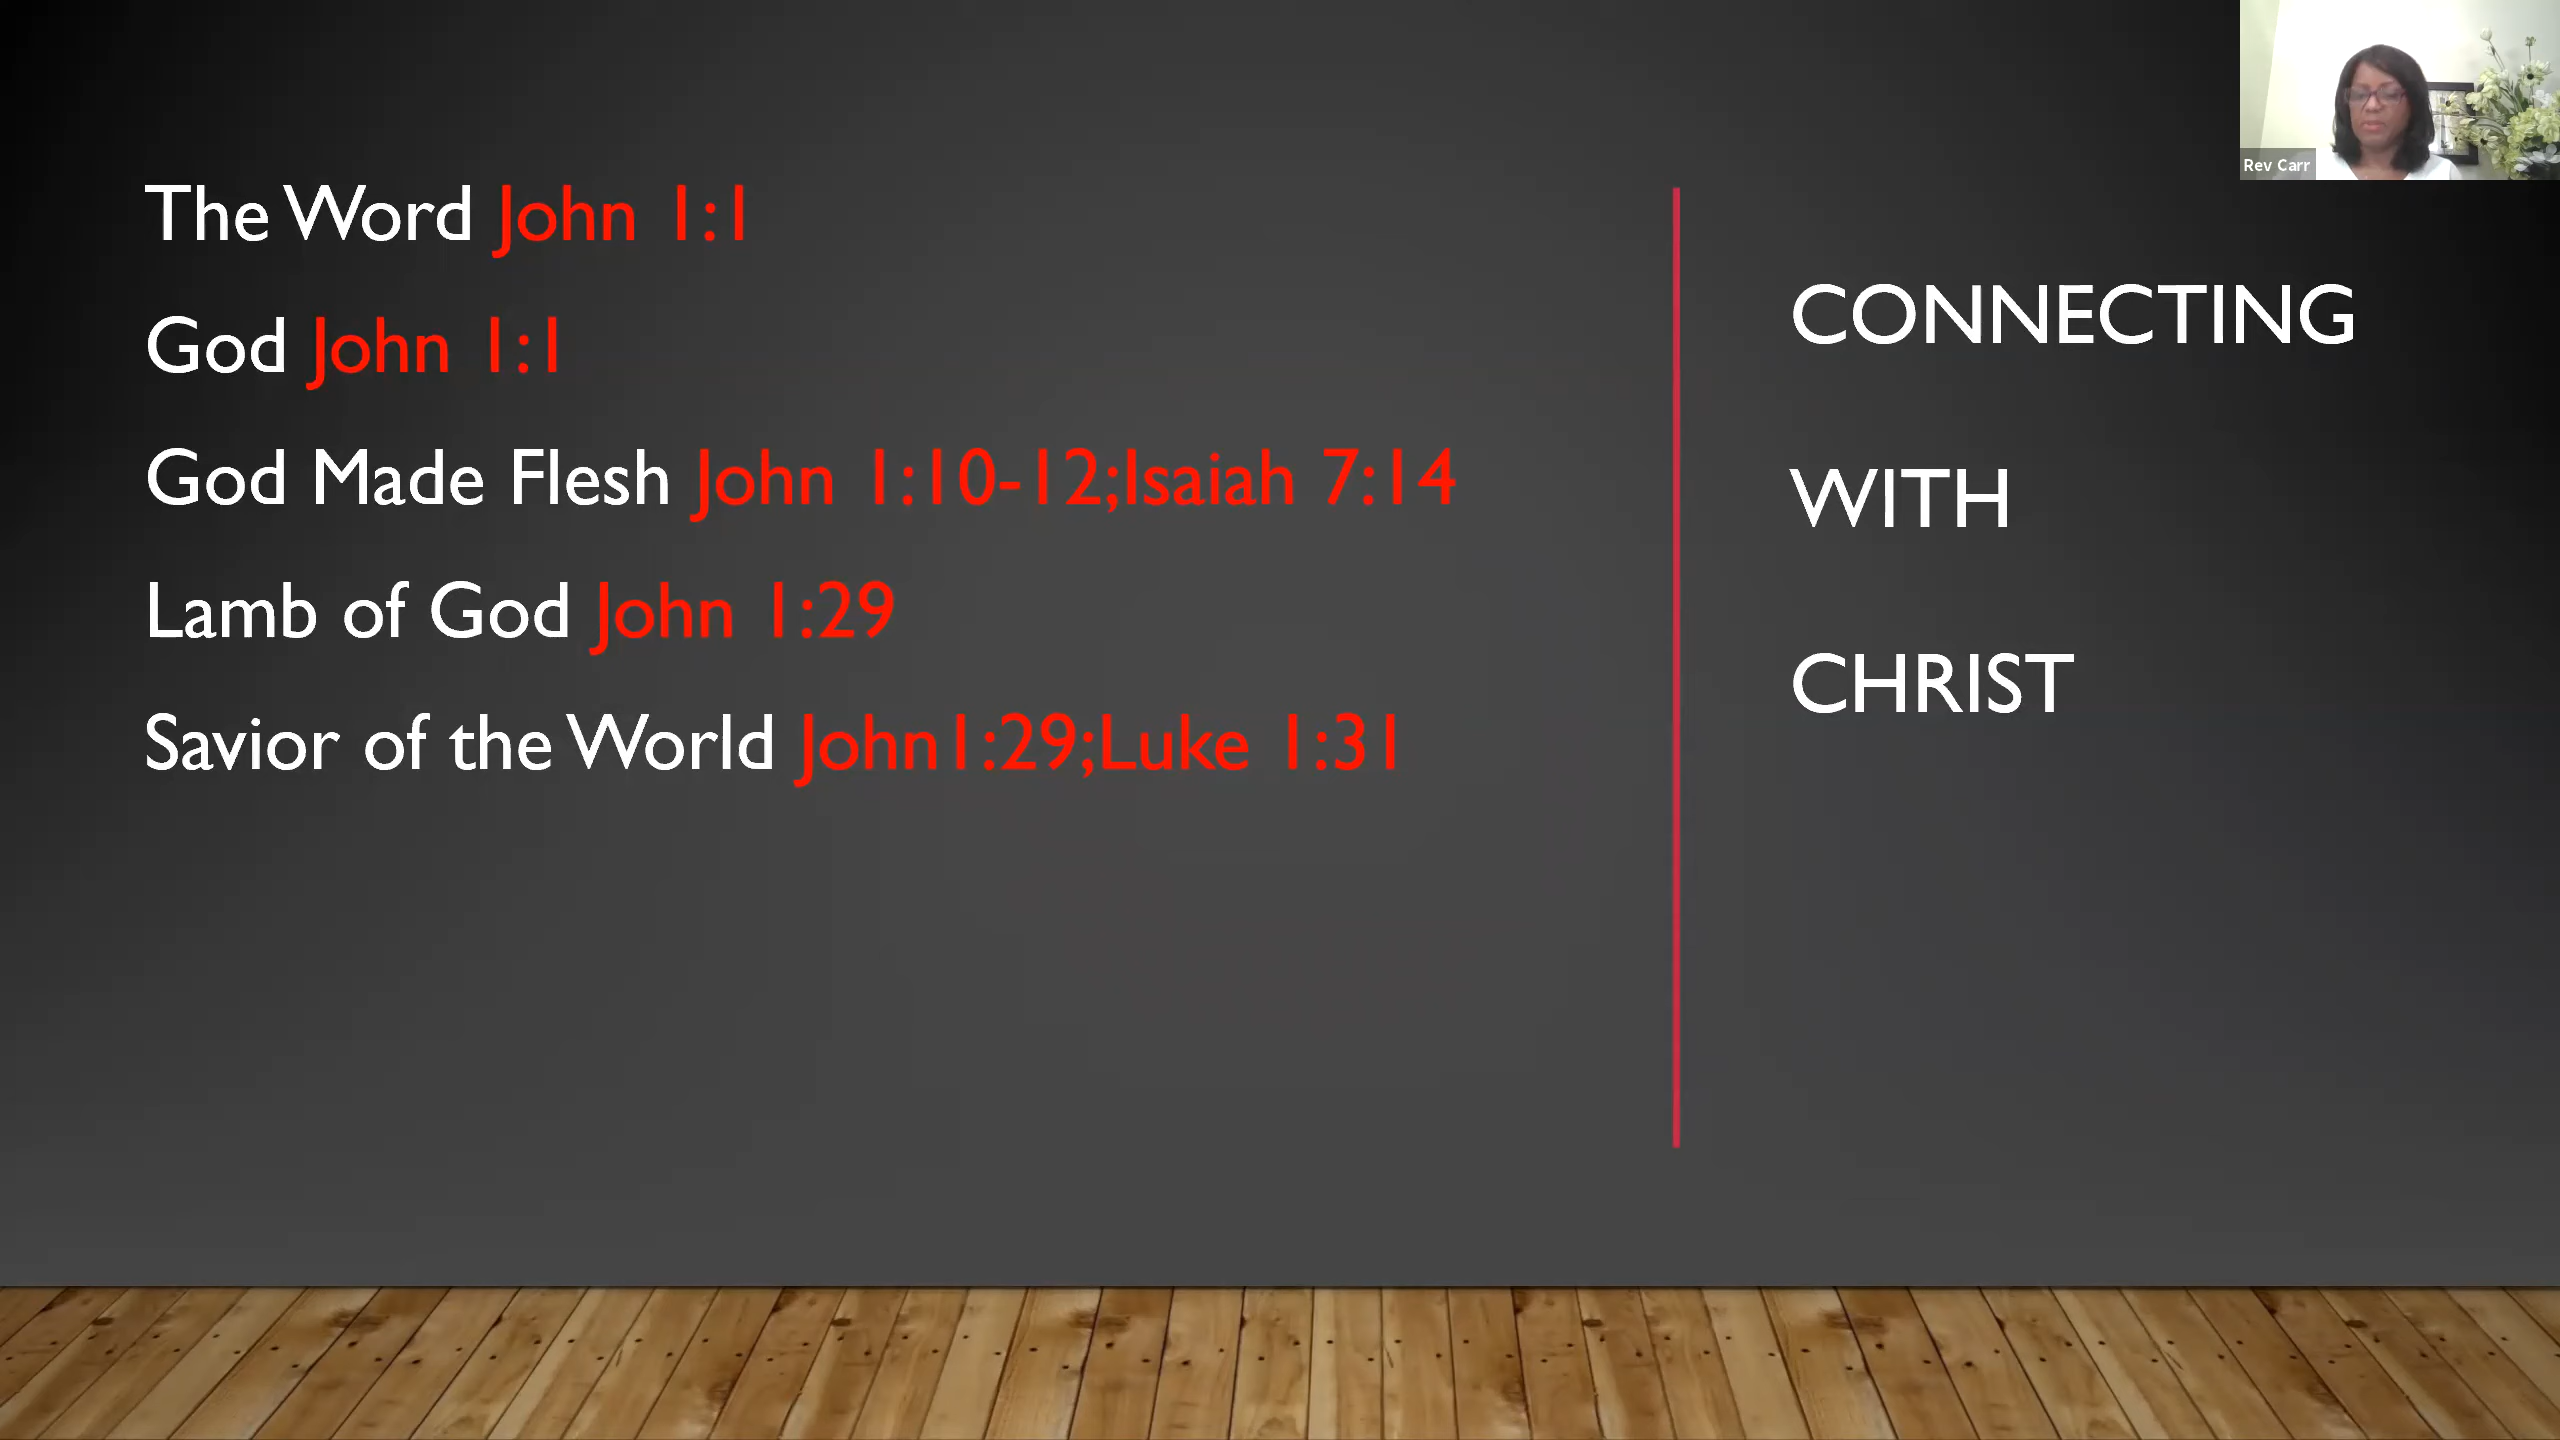 The Word John 1:1
God John 1:1
God Made Flesh John 1:10-12;Isaiah 7:14
Lamb of God John 1:29
Savior of the World John1:29;Luke 1:31
CONNECTING
WITH
CHRIST
Rev Carr